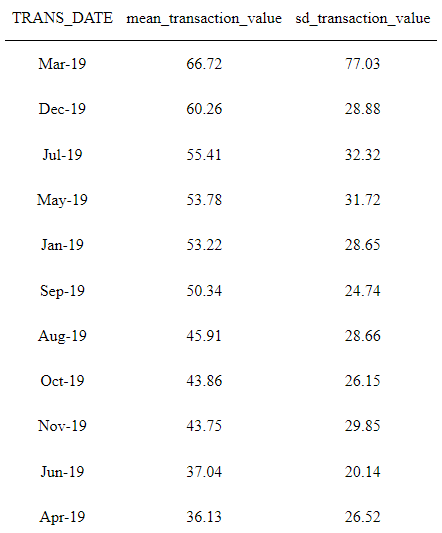 TRANS_DATE mean_transaction_value sd_transaction_value
Mar-19 66.72 77.03
Dec-19 60.26 28.88
Jul-19 55.41 32.32
May-19 53.78 31.72
Jan-19 53.22 28.65
Sep-19 50.34 24.74
Aug-19 45.91 28.66
Oct-19 43.86 26.15
Nov-19 43.75 29.85
Jun-19 37.04 20.14
Apr-19 36.13 26.52